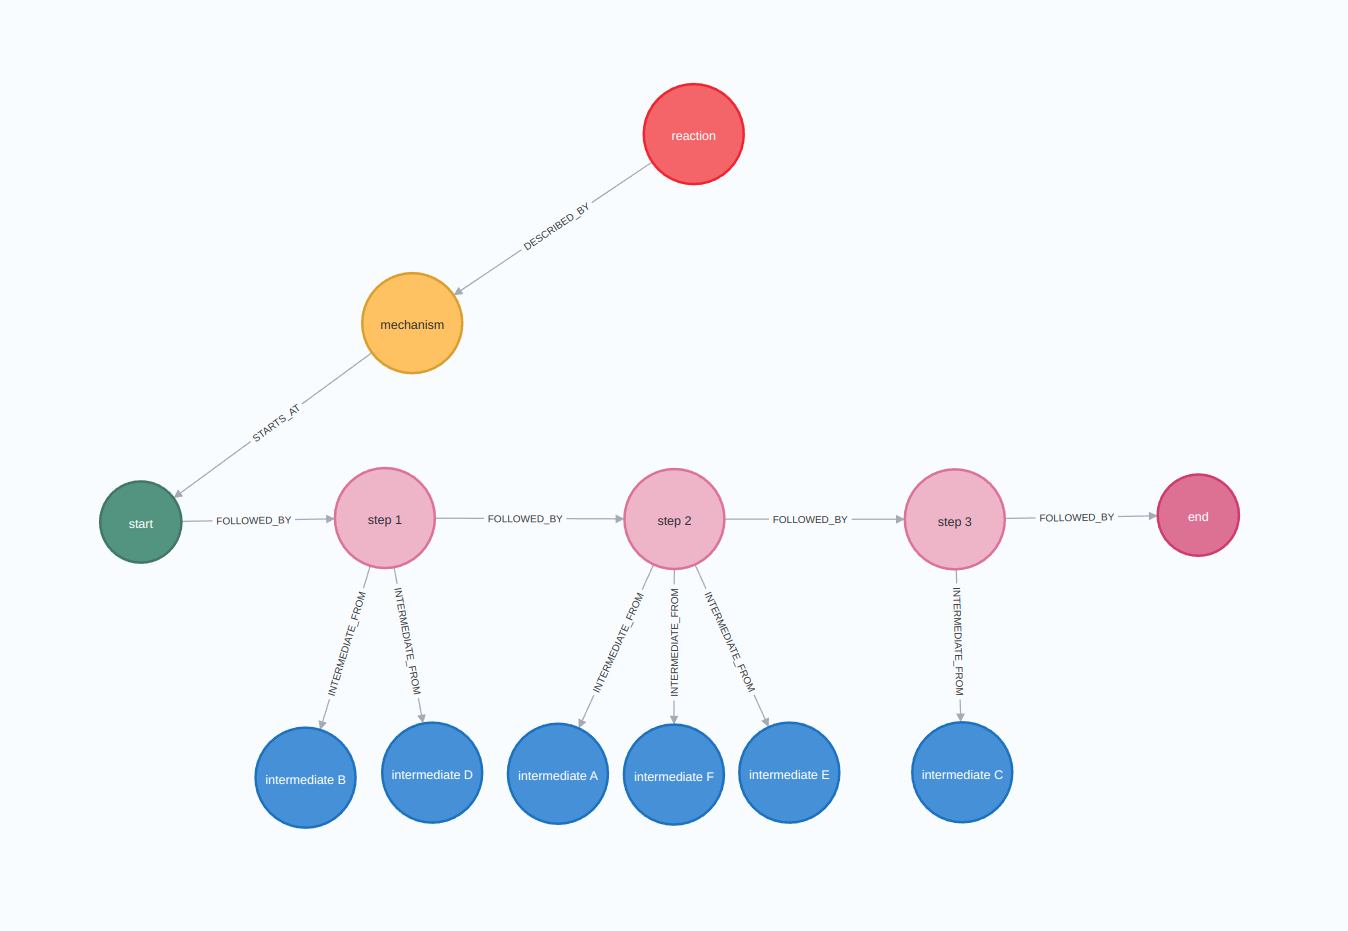 reaction
DESCRIBED_BY
mechanism
STARTS_AT
start
FOLLOWED_BY
step 1
FOLLOWED_BY
step 2
FOLLOWED_BY
step 3
FOLLOWED_BY
end
INTERMEDIATE_FROM
INTERMEDIATE_FROM
INTERMEDIATE_FROM
INTERMEDIATE_FROM
INTERMEDIATE_FROM
INTERMEDIATE_FROM
intermediate B
intermediate D
intermediate A
intermediate F
intermediate E
intermediate C